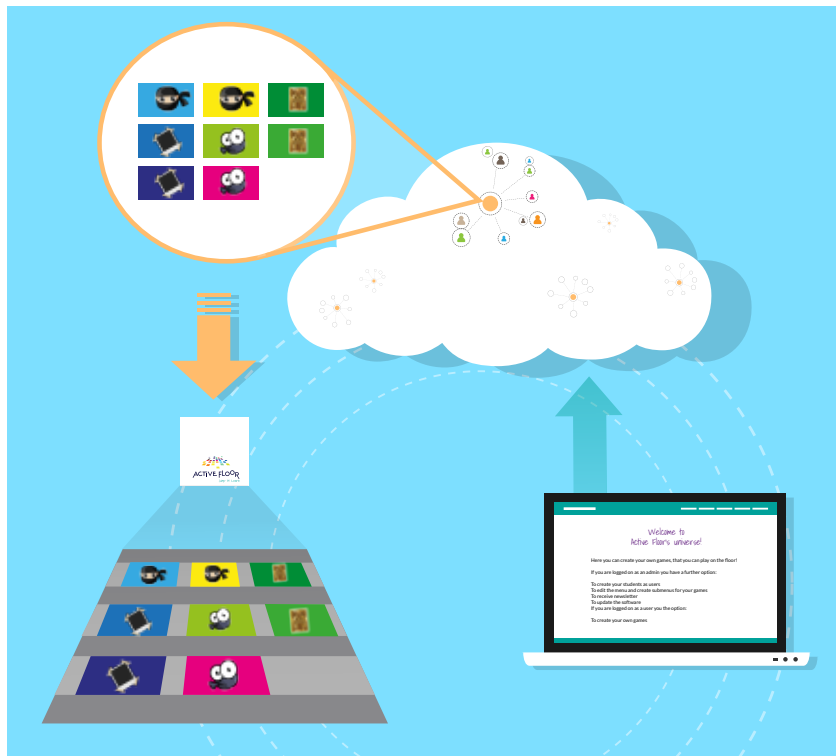 ACTIVE FLOOR
Welcome to
Active Floor's universe!
Here you can create your own games, that you can play on the floor!
If you are logged on as an admin you have a further option:
To create your students as users
To edit the menu and create submenus for your games
To receive newsletter
To update the software
If you are logged on as a user you the option:
To create your own games